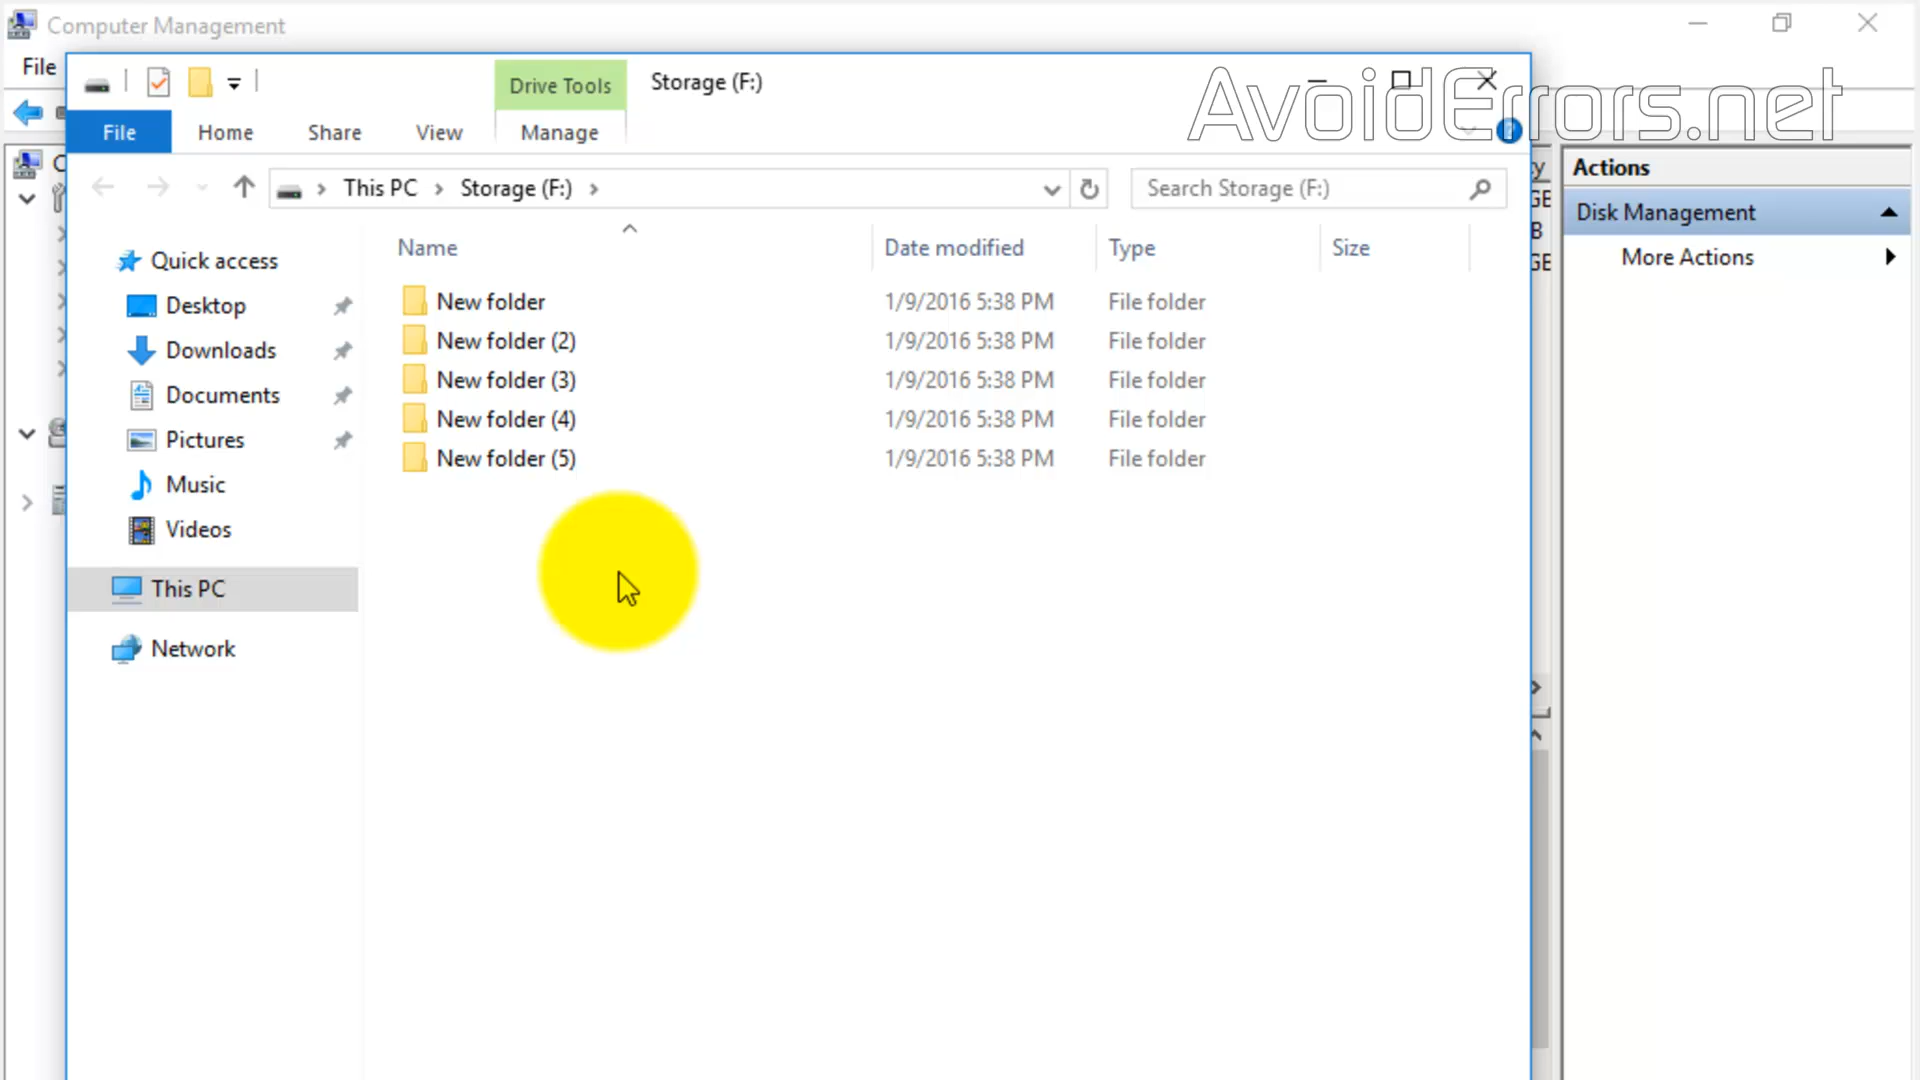 Computer Management
File
Drive Tools
Storage (F:)
AvoidErrors.net
File
Home
Share
View
Manage
This PC
Storage (F:)
Search Storage (F:)
Actions
Disk Management
More Actions
Name
Date modified
Type
Size
Quick access
Desktop
Downloads
Documents
Pictures
Music
Videos
This PC
Network
New folder 1/9/2016 5:38 PM File folder
New folder (2) 1/9/2016 5:38 PM File folder
New folder (3) 1/9/2016 5:38 PM File folder
New folder (4) 1/9/2016 5:38 PM File folder
New folder (5) 1/9/2016 5:38 PM File folder